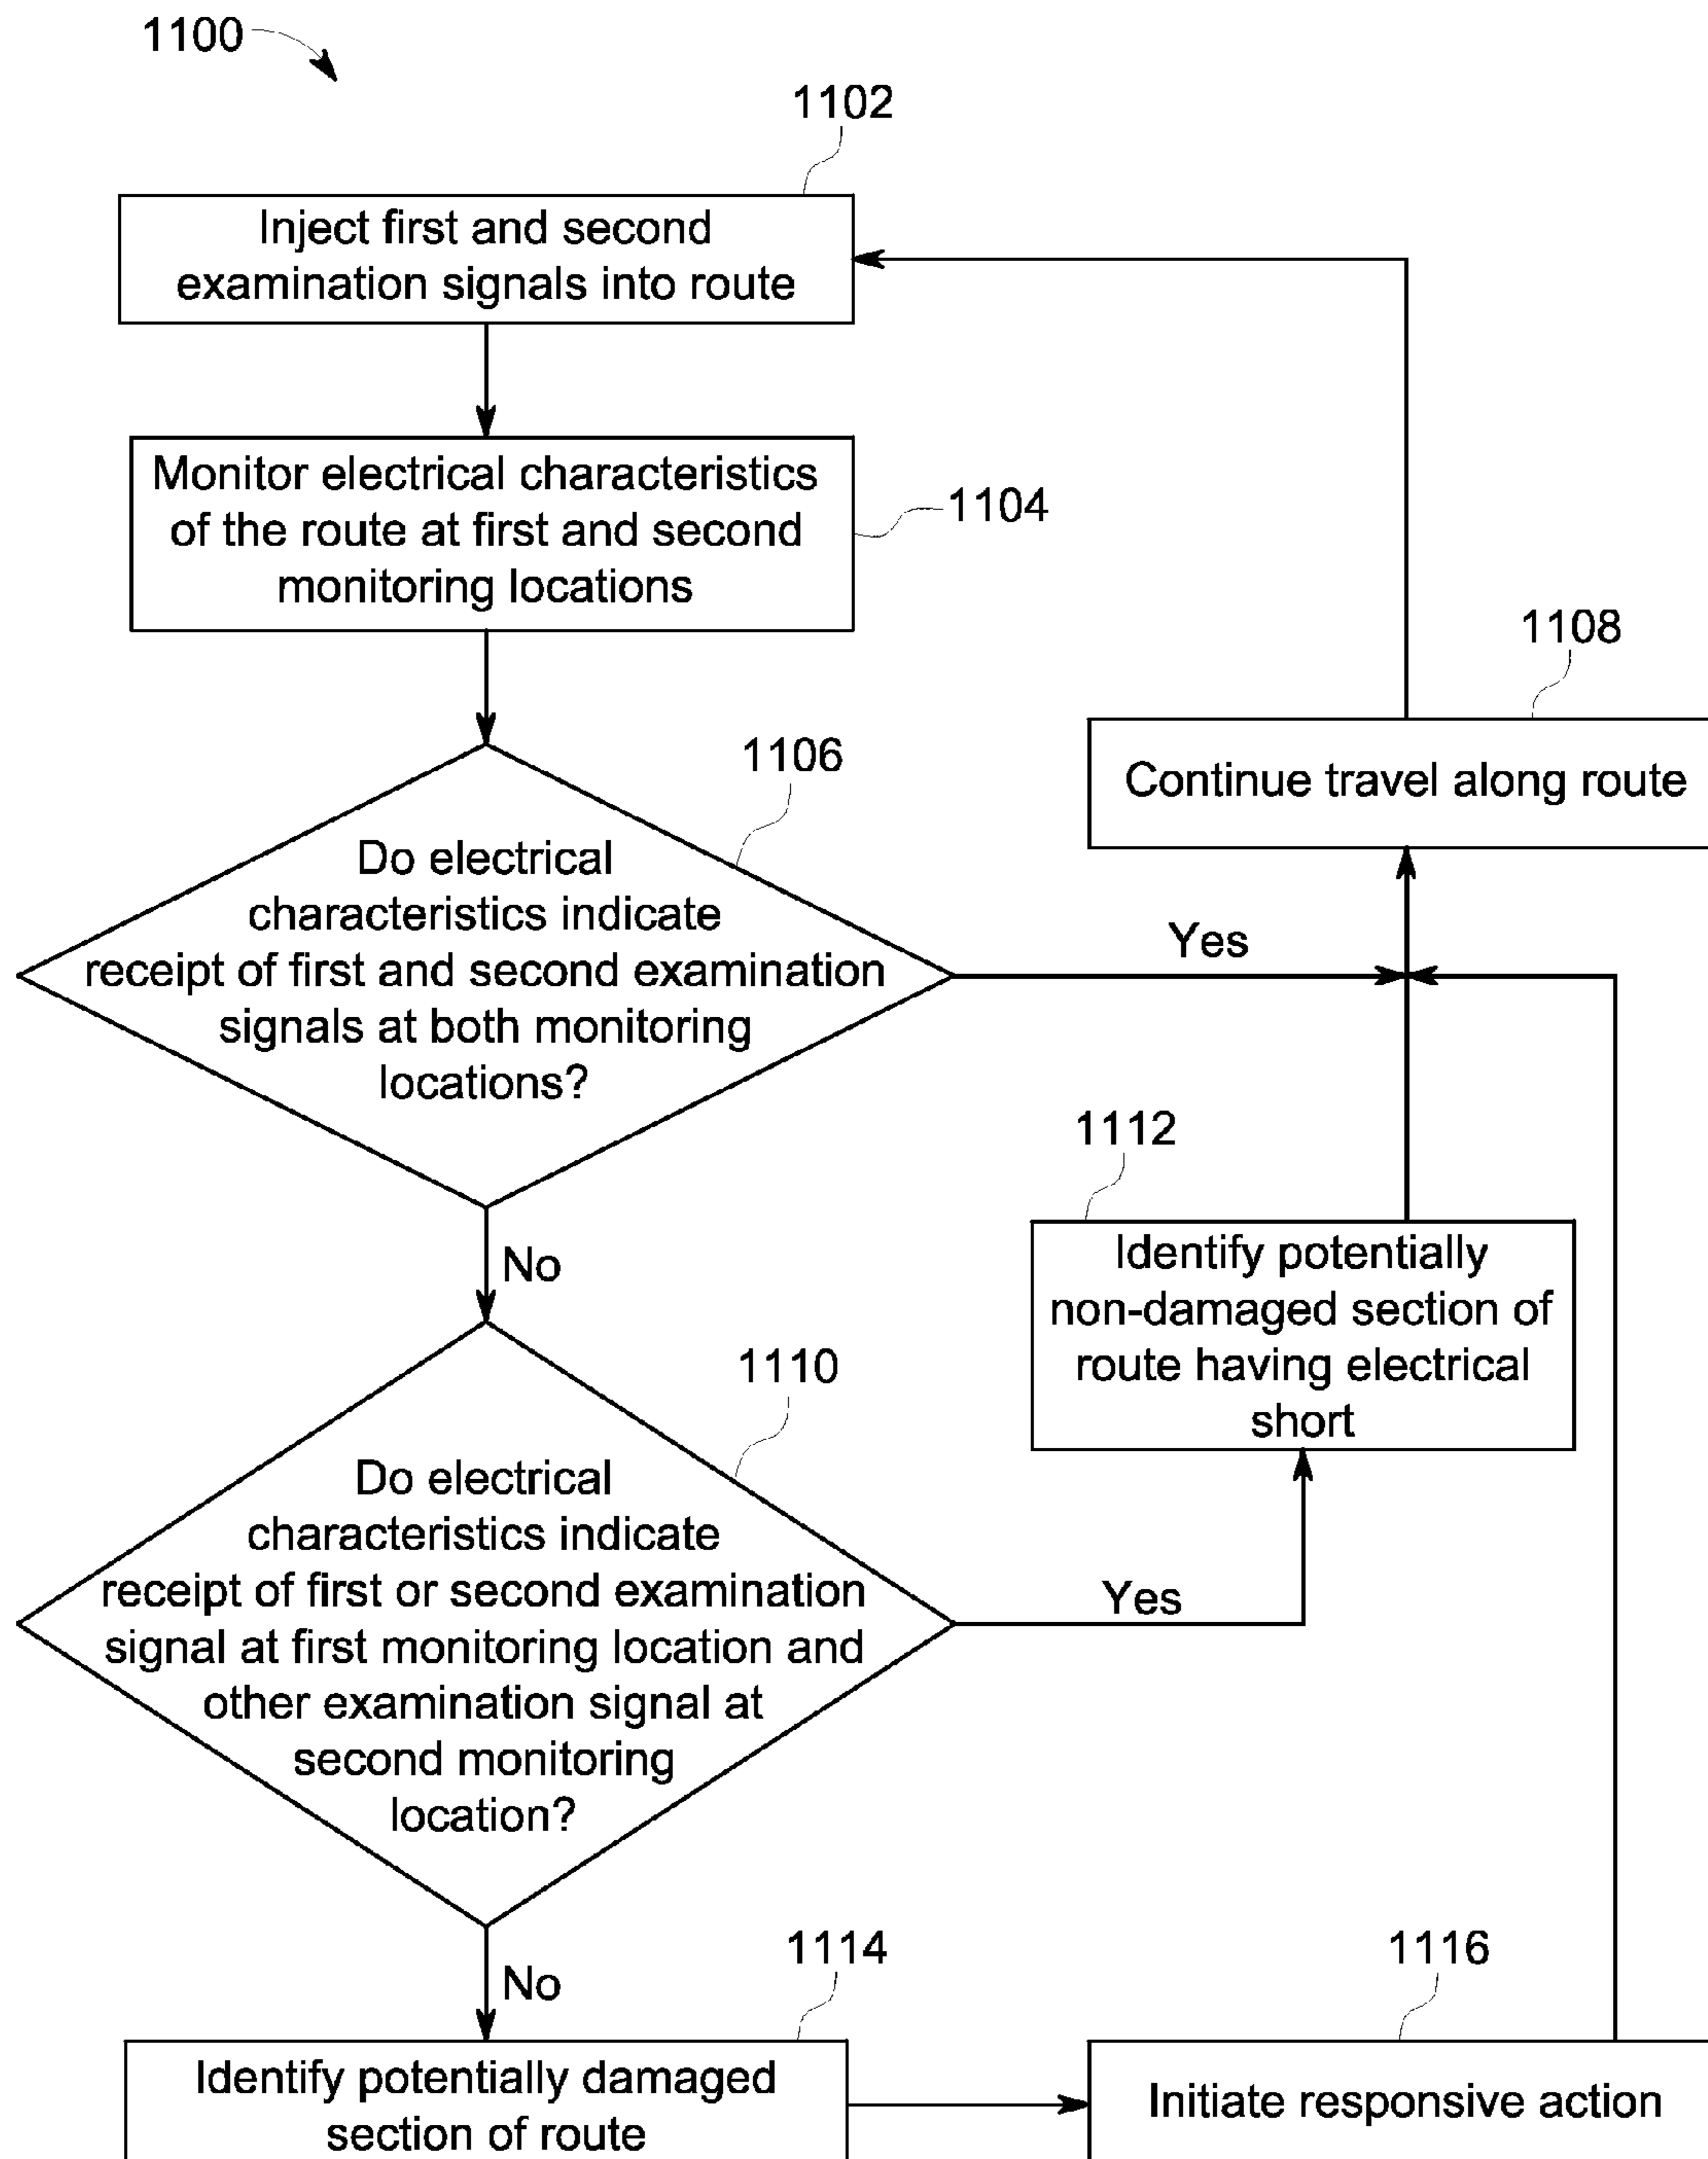 1100
1102
Inject first and second
examination signals into route
Monitor electrical characteristics
of the route at first and second
monitoring locations
1104
1108
Continue travel along route
1106
Do electrical
characteristics indicate
receipt of first and second examination
signals at both monitoring
locations?
Yes
No
1112
Identify potentially
non-damaged section of
route having electrical
short
1110
Do electrical
characteristics indicate
receipt of first or second examination
signal at first monitoring location and
other examination signal at
second monitoring
location?
Yes
No
1114
Identify potentially damaged
section of route
1116
Initiate responsive action